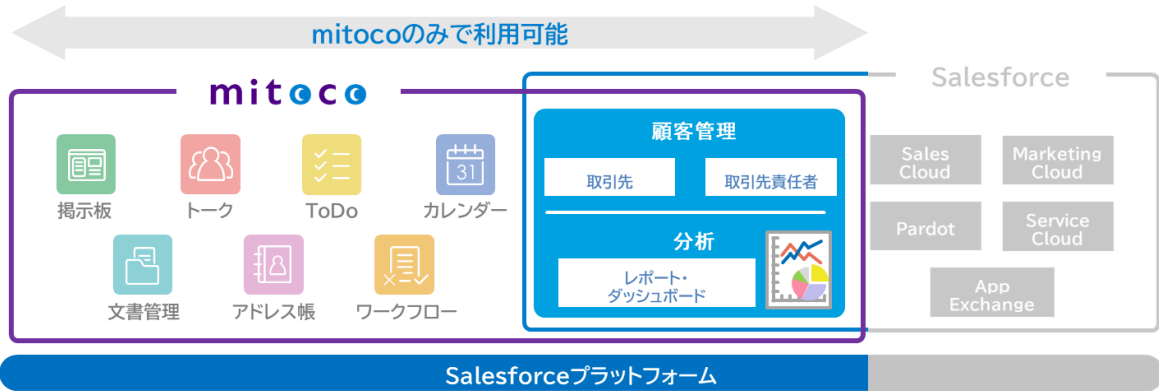 mitocoのみで利用可能
mitoco
Salesforce
掲示板
トーク
ToDo
31
カレンダー
文書管理
アドレス帳
ワークフロー
顧客管理
取引先
取引先責任者
分析
レポート・
ダッシュボード
Sales
Cloud
Marketing
Cloud
Pardot
Service
Cloud
App
Exchange
Salesforceプラットフォーム